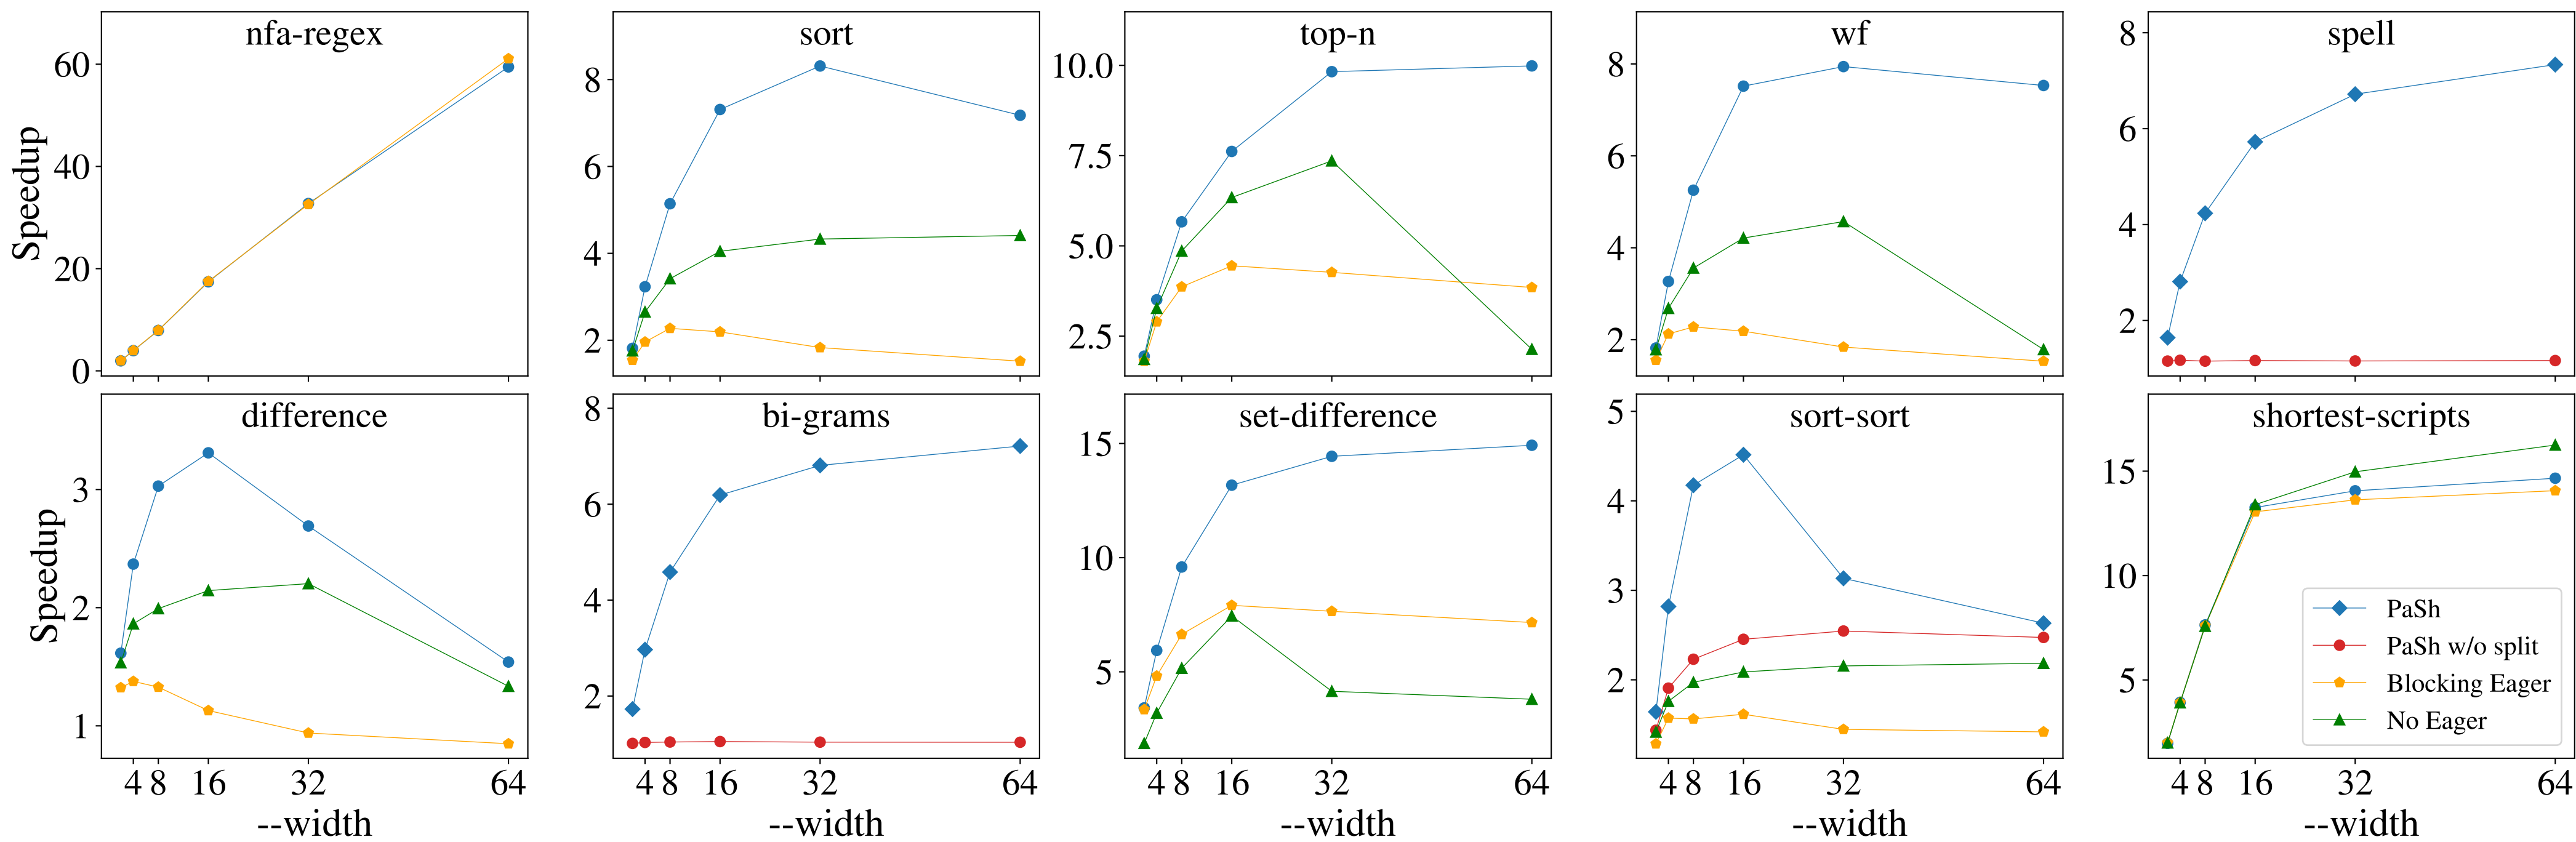 nfa-regex
60
40
20
0
Speedup
sort
8
6
4
2
top-n
10.0
7.5
5.0
2.5
wf
8
6
4
2
spell
8
6
4
2
difference
3
2
1
Speedup
4 8 16 32 64
--width
bi-grams
8
6
4
2
4 8 16 32 64
--width
set-difference
15
10
5
4 8 16 32 64
--width
sort-sort
5
4
3
2
4 8 16 32 64
--width
shortest-scripts
15
10
5
PaSh
PaSh w/o split
Blocking Eager
No Eager
4 8 16 32 64
--width